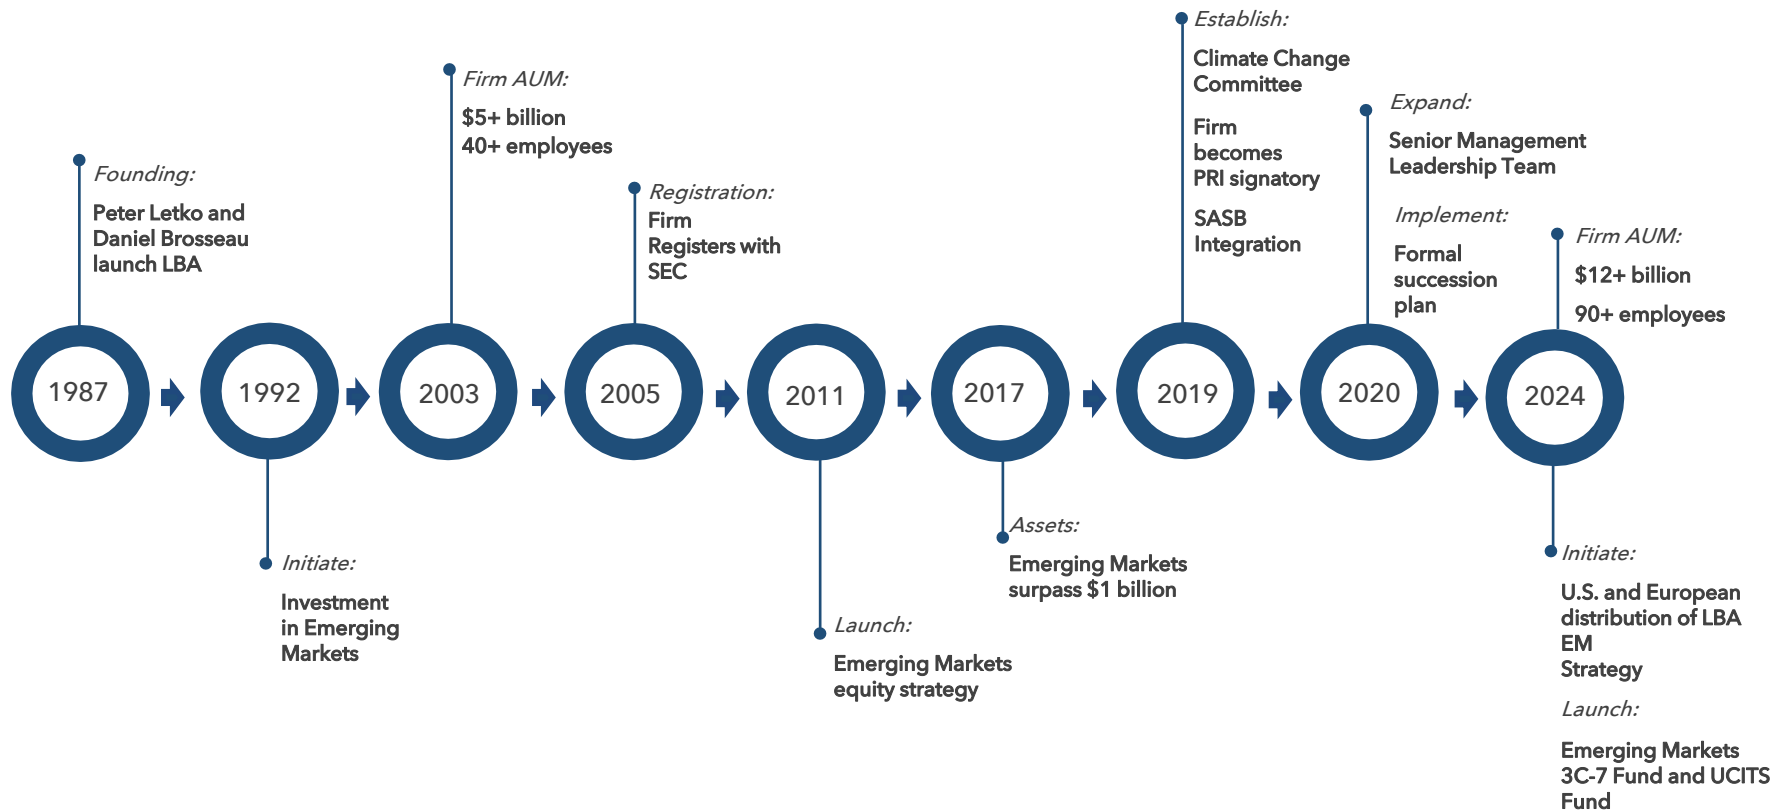 Founding:
Peter Letko and
Daniel Brosseau
launch LBA
1987
1992
Initiate:
Investment
in Emerging
Markets
Firm AUM:
$5+ billion
40+ employees
2003
Registration:
Firm
Registers with
SEC
2005
2011
Launch:
Emerging Markets
equity strategy
2017
Assets:
Emerging Markets
surpass $1 billion
Establish:
Climate Change
Committee
Firm
becomes
PRI signatory
SASB
Integration
2019
Expand:
Senior Management
Leadership Team
Implement:
Formal
succession
plan
2020
Firm AUM:
$12+ billion
90+ employees
2024
Initiate:
U.S. and European
distribution of LBA
EM
Strategy
Launch:
Emerging Markets
3C-7 Fund and UCITS
Fund